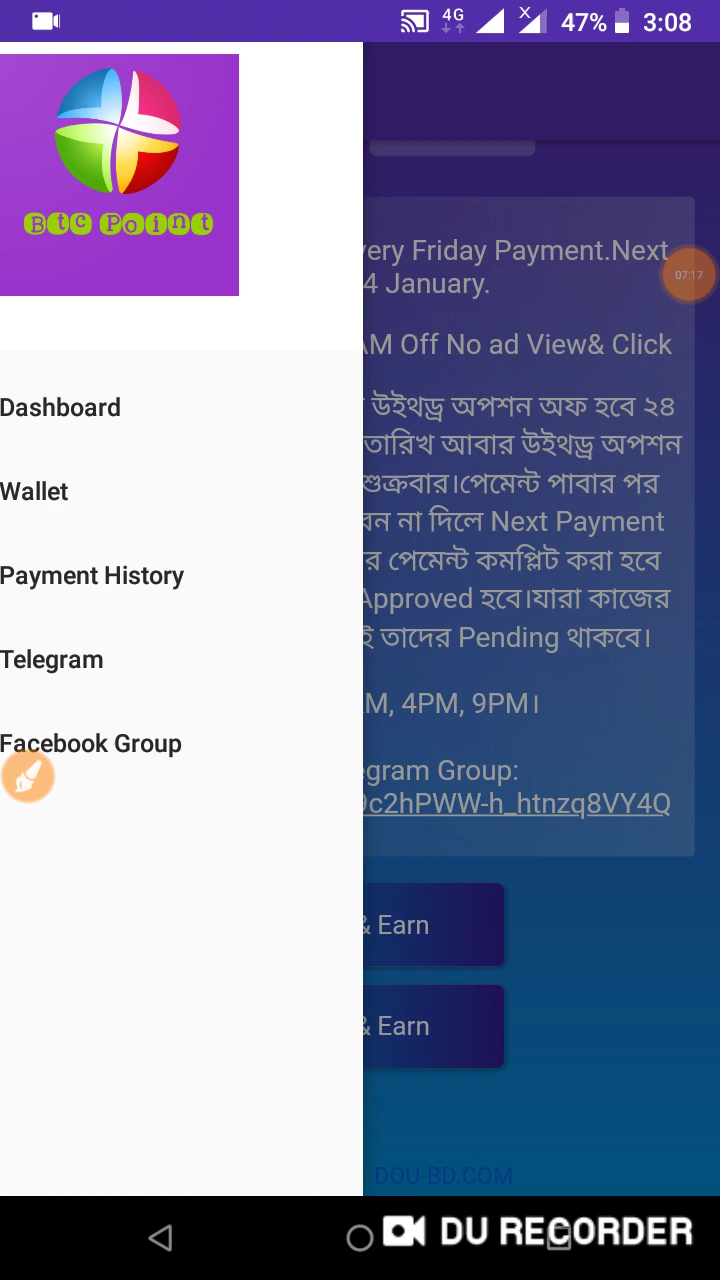 4G
X
47%
3:08
Btc Point
Dashboard
Wallet
Payment History
Telegram
Facebook Group
Friday Payment.Next
4 January.
Off No ad View& Click
উইথড্র অপশন অফ হবে ২৪
তারিখ আবার উইথড্র অপশন
শুক্রবার।পেমেন্ট পাবার পর
না দিলে Next Payment
র পেমেন্ট কমপ্লিট করা হবে
Approved হবে।যারা কাজের
তাদের Pending থাকবে।
M, 4PM, 9PM।
egram Group:
c2hPWW-h_htnzq8VY4Q
07:17
& Earn
& Earn
DOU-BD.COM
DU RECORDER